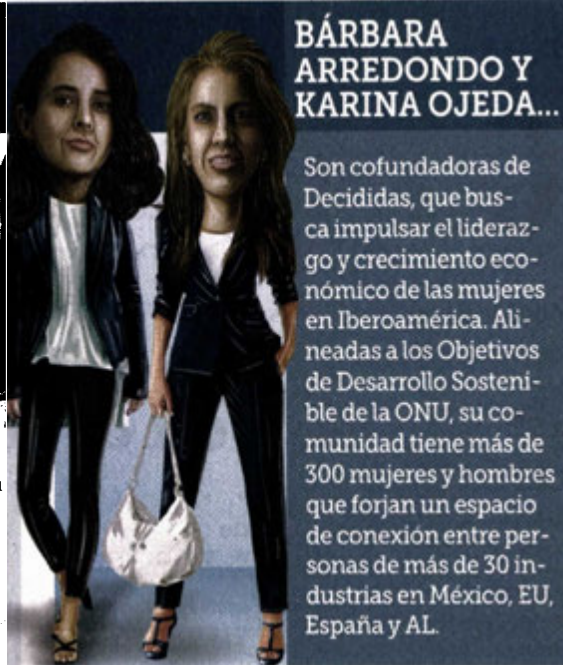 BÁRBARA
ARREDONDO Y
KARINA OJEDA...
Son cofundadoras de
Decididas, que bus-
ca impulsar el lideraz-
go y crecimiento eco-
nómico de las mujeres
en Iberoamérica. Ali-
neadas a los Objetivos
de Desarrollo Sosteni-
ble de la ONU, su co-
munidad tiene más de
300 mujeres y hombres
que forjan un espacio
de conexión entre per-
sonas de más de 30 in-
dustrias en México, EU,
España y AL.